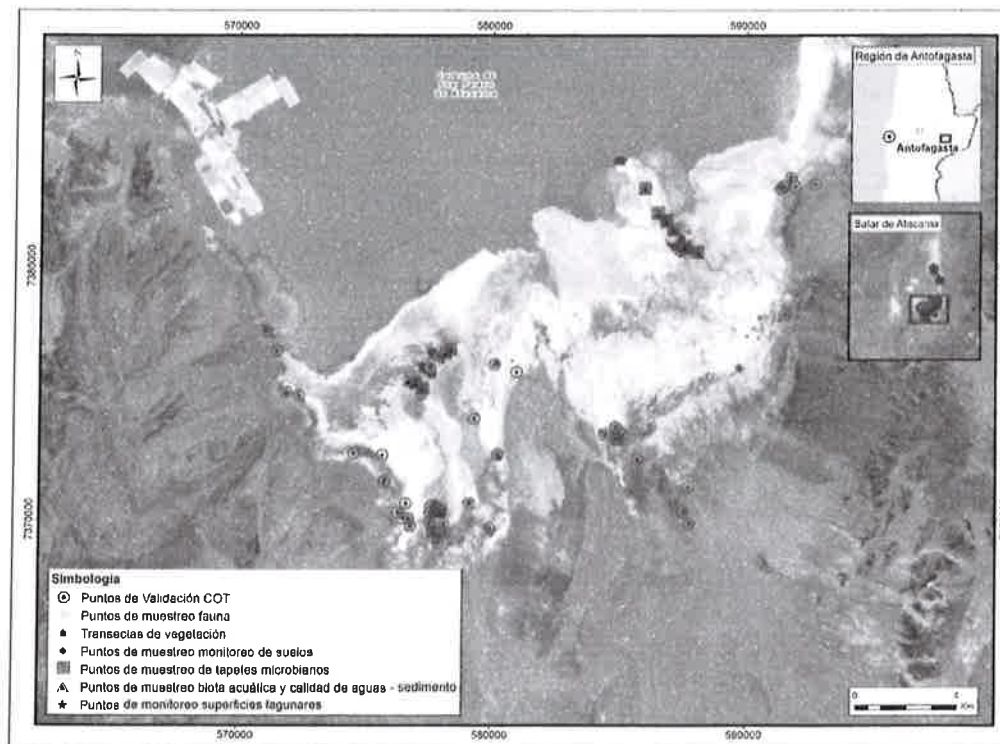 570000 580000 590000
Región de Antofagasta
Antofagasta
Salar de Atacama
7380000
7370000
Simbología
Puntos de Validación COT
Puntos de muestreo fauna
Transectas de vegetación
Puntos de muestreo monitoreo de suelos
Puntos de muestreo de tapetes microbianos
Puntos de muestreo biota acuática y calidad de aguas - sedimento
Puntos de monitoreo superficies lagunares
0
Km
570000 580000 590000